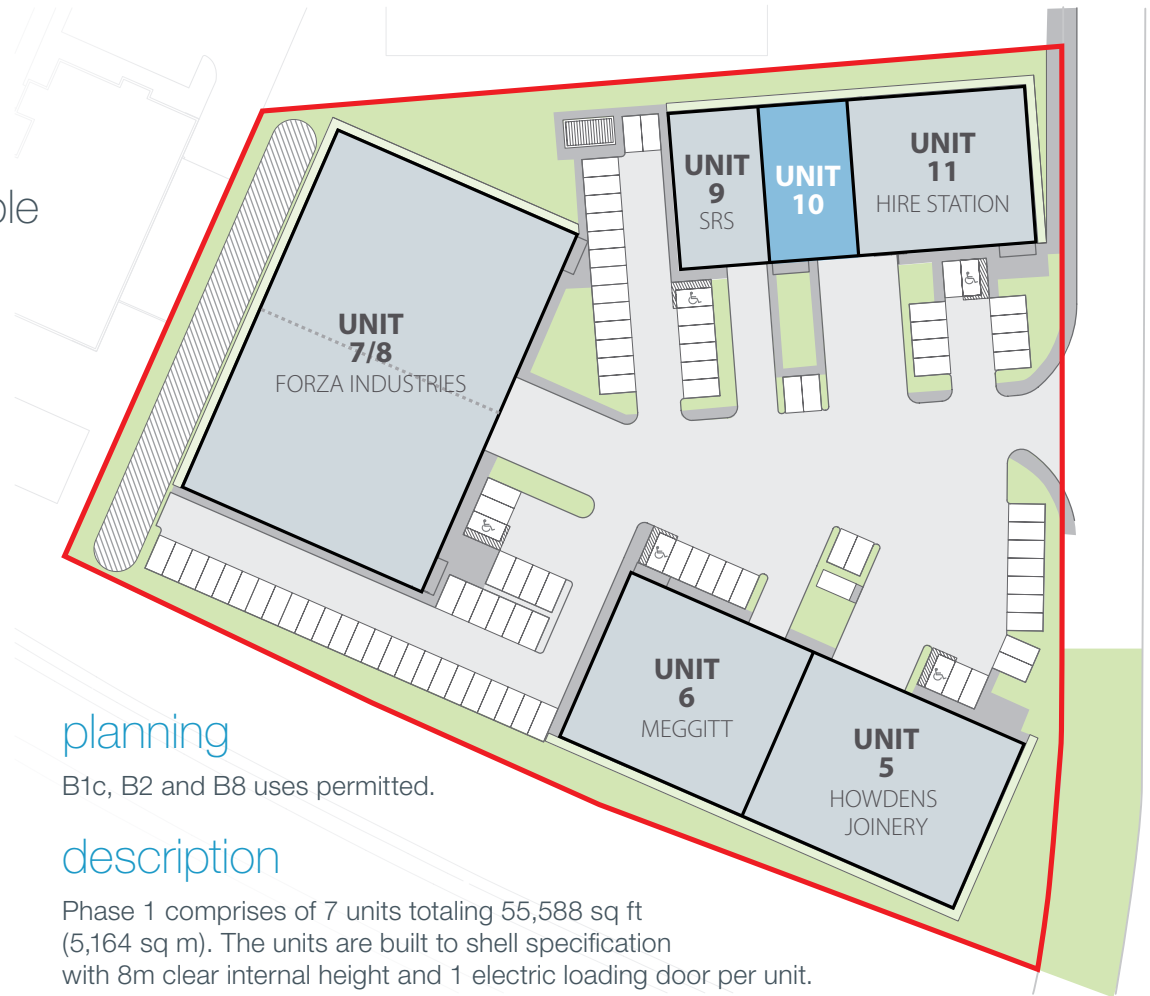 UNIT
9
SRS
UNIT
10
UNIT
11
HIRE STATION
UNIT
7/8
FORZA INDUSTRIES
UNIT
6
MEGGITT
UNIT
5
HOWDENS
JOINERY
planning
B1c, B2 and B8 uses permitted.
description
Phase 1 comprises of 7 units totaling 55,588 sq ft
(5,164 sq m). The units are built to shell specification
with 8m clear internal height and 1 electric loading door per unit.